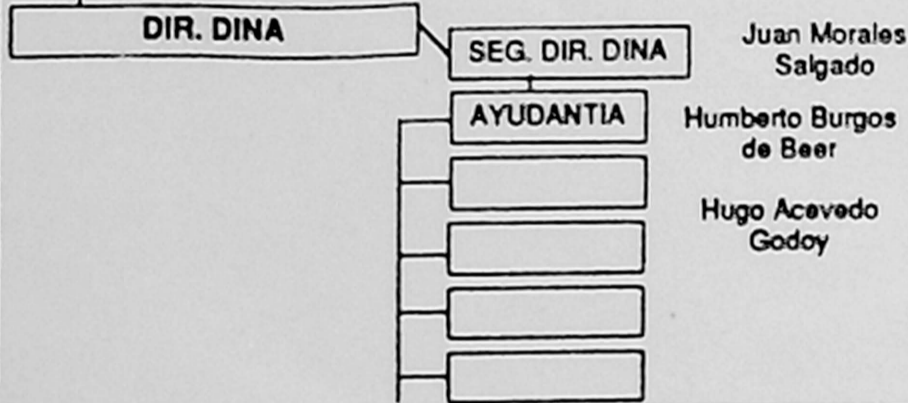 DIR. DINA
SEG. DIR. DINA
Juan Morales
Salgado
AYUDANTIA
Humberto Burgos
de Beer
Hugo Acevedo
Godoy